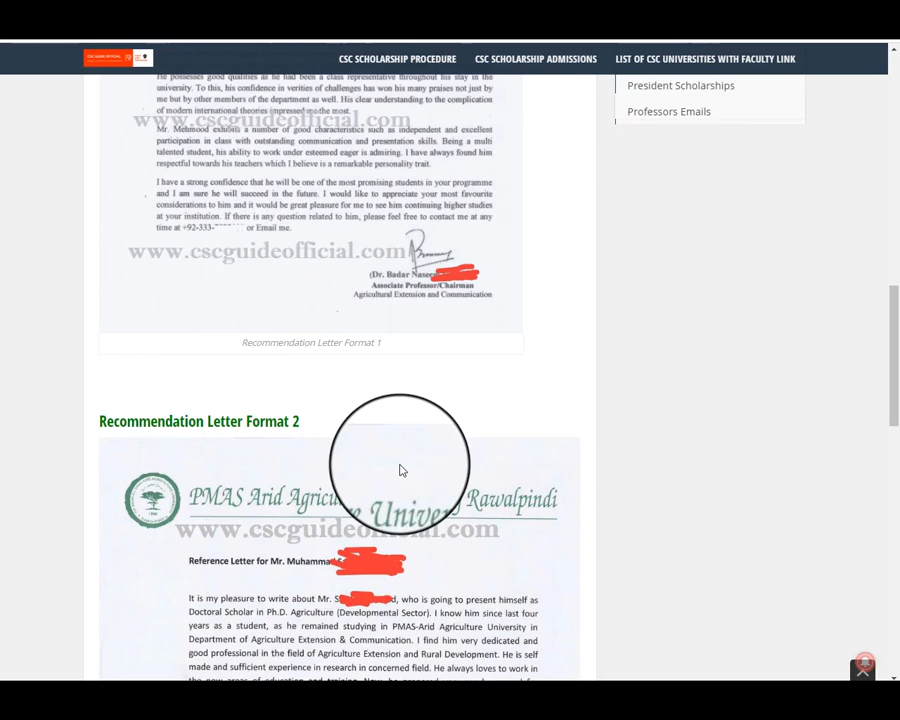 CSC SCHOLARSHIP PROCEDURE CSC SCHOLARSHIP ADMISSIONS LIST OF CSC UNIVERSITIES WITH FACULTY LINK
President Scholarships
Professors Emails
He possesses good qualities as he had been a class representative throughout his stay in the
university. To this, his confidence in verities of challenges has won his many praises not just by
me but by other members of the department as well. His clear understanding to the complication
of modern international theories impressed me the most.
www.cscguideofficial.com
Mr. Mehmood exhibits a number of good characteristics such as independent and excellent
participation in class with outstanding communication and presentation skills. Being a multi
talented student, his ability to work under esteemed eager is admiring. I have always found him
respectful towards his teachers which I believe is a remarkable personality trait.
I have a strong confidence that he will be one of the most promising students in your programme
and I am sure he will succeed in the future. I would like to appreciate your most favourite
considerations to him and it would be great pleasure for me to see him continuing higher studies
at your institution. If there is any question related to him, please feel free to contact me at any
time at +92-333- or Email me.
www.cscguideofficial.com
(Dr. Badar Nasee
Associate Professor/Chairman
Agricultural Extension and Communication
Recommendation Letter Format 1
Recommendation Letter Format 2
PMAS Arid Agriculture University Rawalpindi
www.cscguideofficial.com
Reference Letter for Mr. Muhammad
It is my pleasure to write about Mr. S d, who is going to present himself as
Doctoral Scholar in Ph.D. Agriculture (Developmental Sector). I know him since last four
years as a student, as he remained studying in PMAS-Arid Agriculture University in
Department of Agriculture Extension & Communication. I find him very dedicated and
good professional in the field of Agriculture Extension and Rural Development. He is self
made and sufficient experience in research in concerned field. He always loves to work in